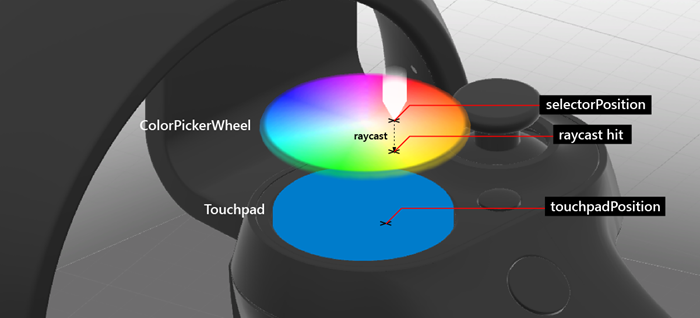 selectorPosition
ColorPickerWheel
raycast
raycast hit
Touchpad
touchpadPosition